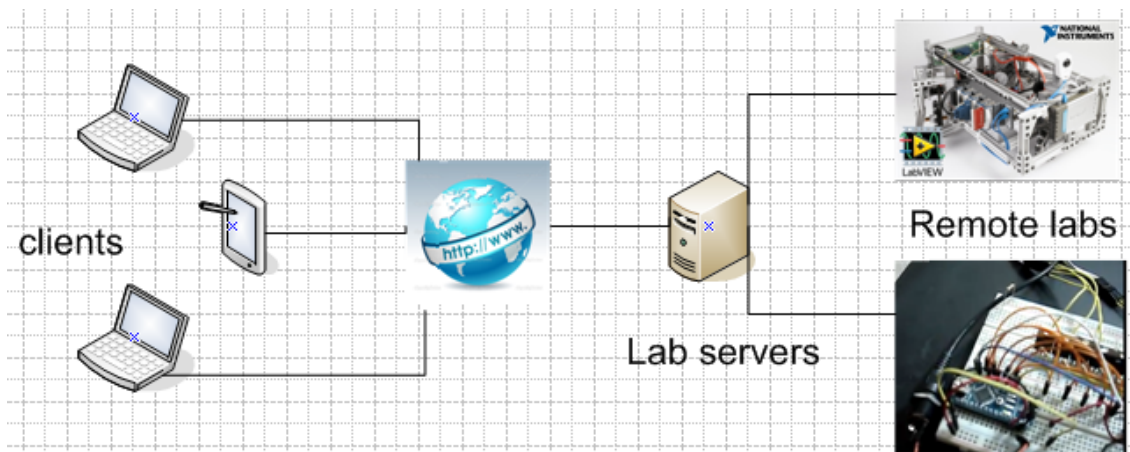 clients
http://www.
Lab servers
NATIONAL
INSTRUMENTS
LabVIEW
Remote labs